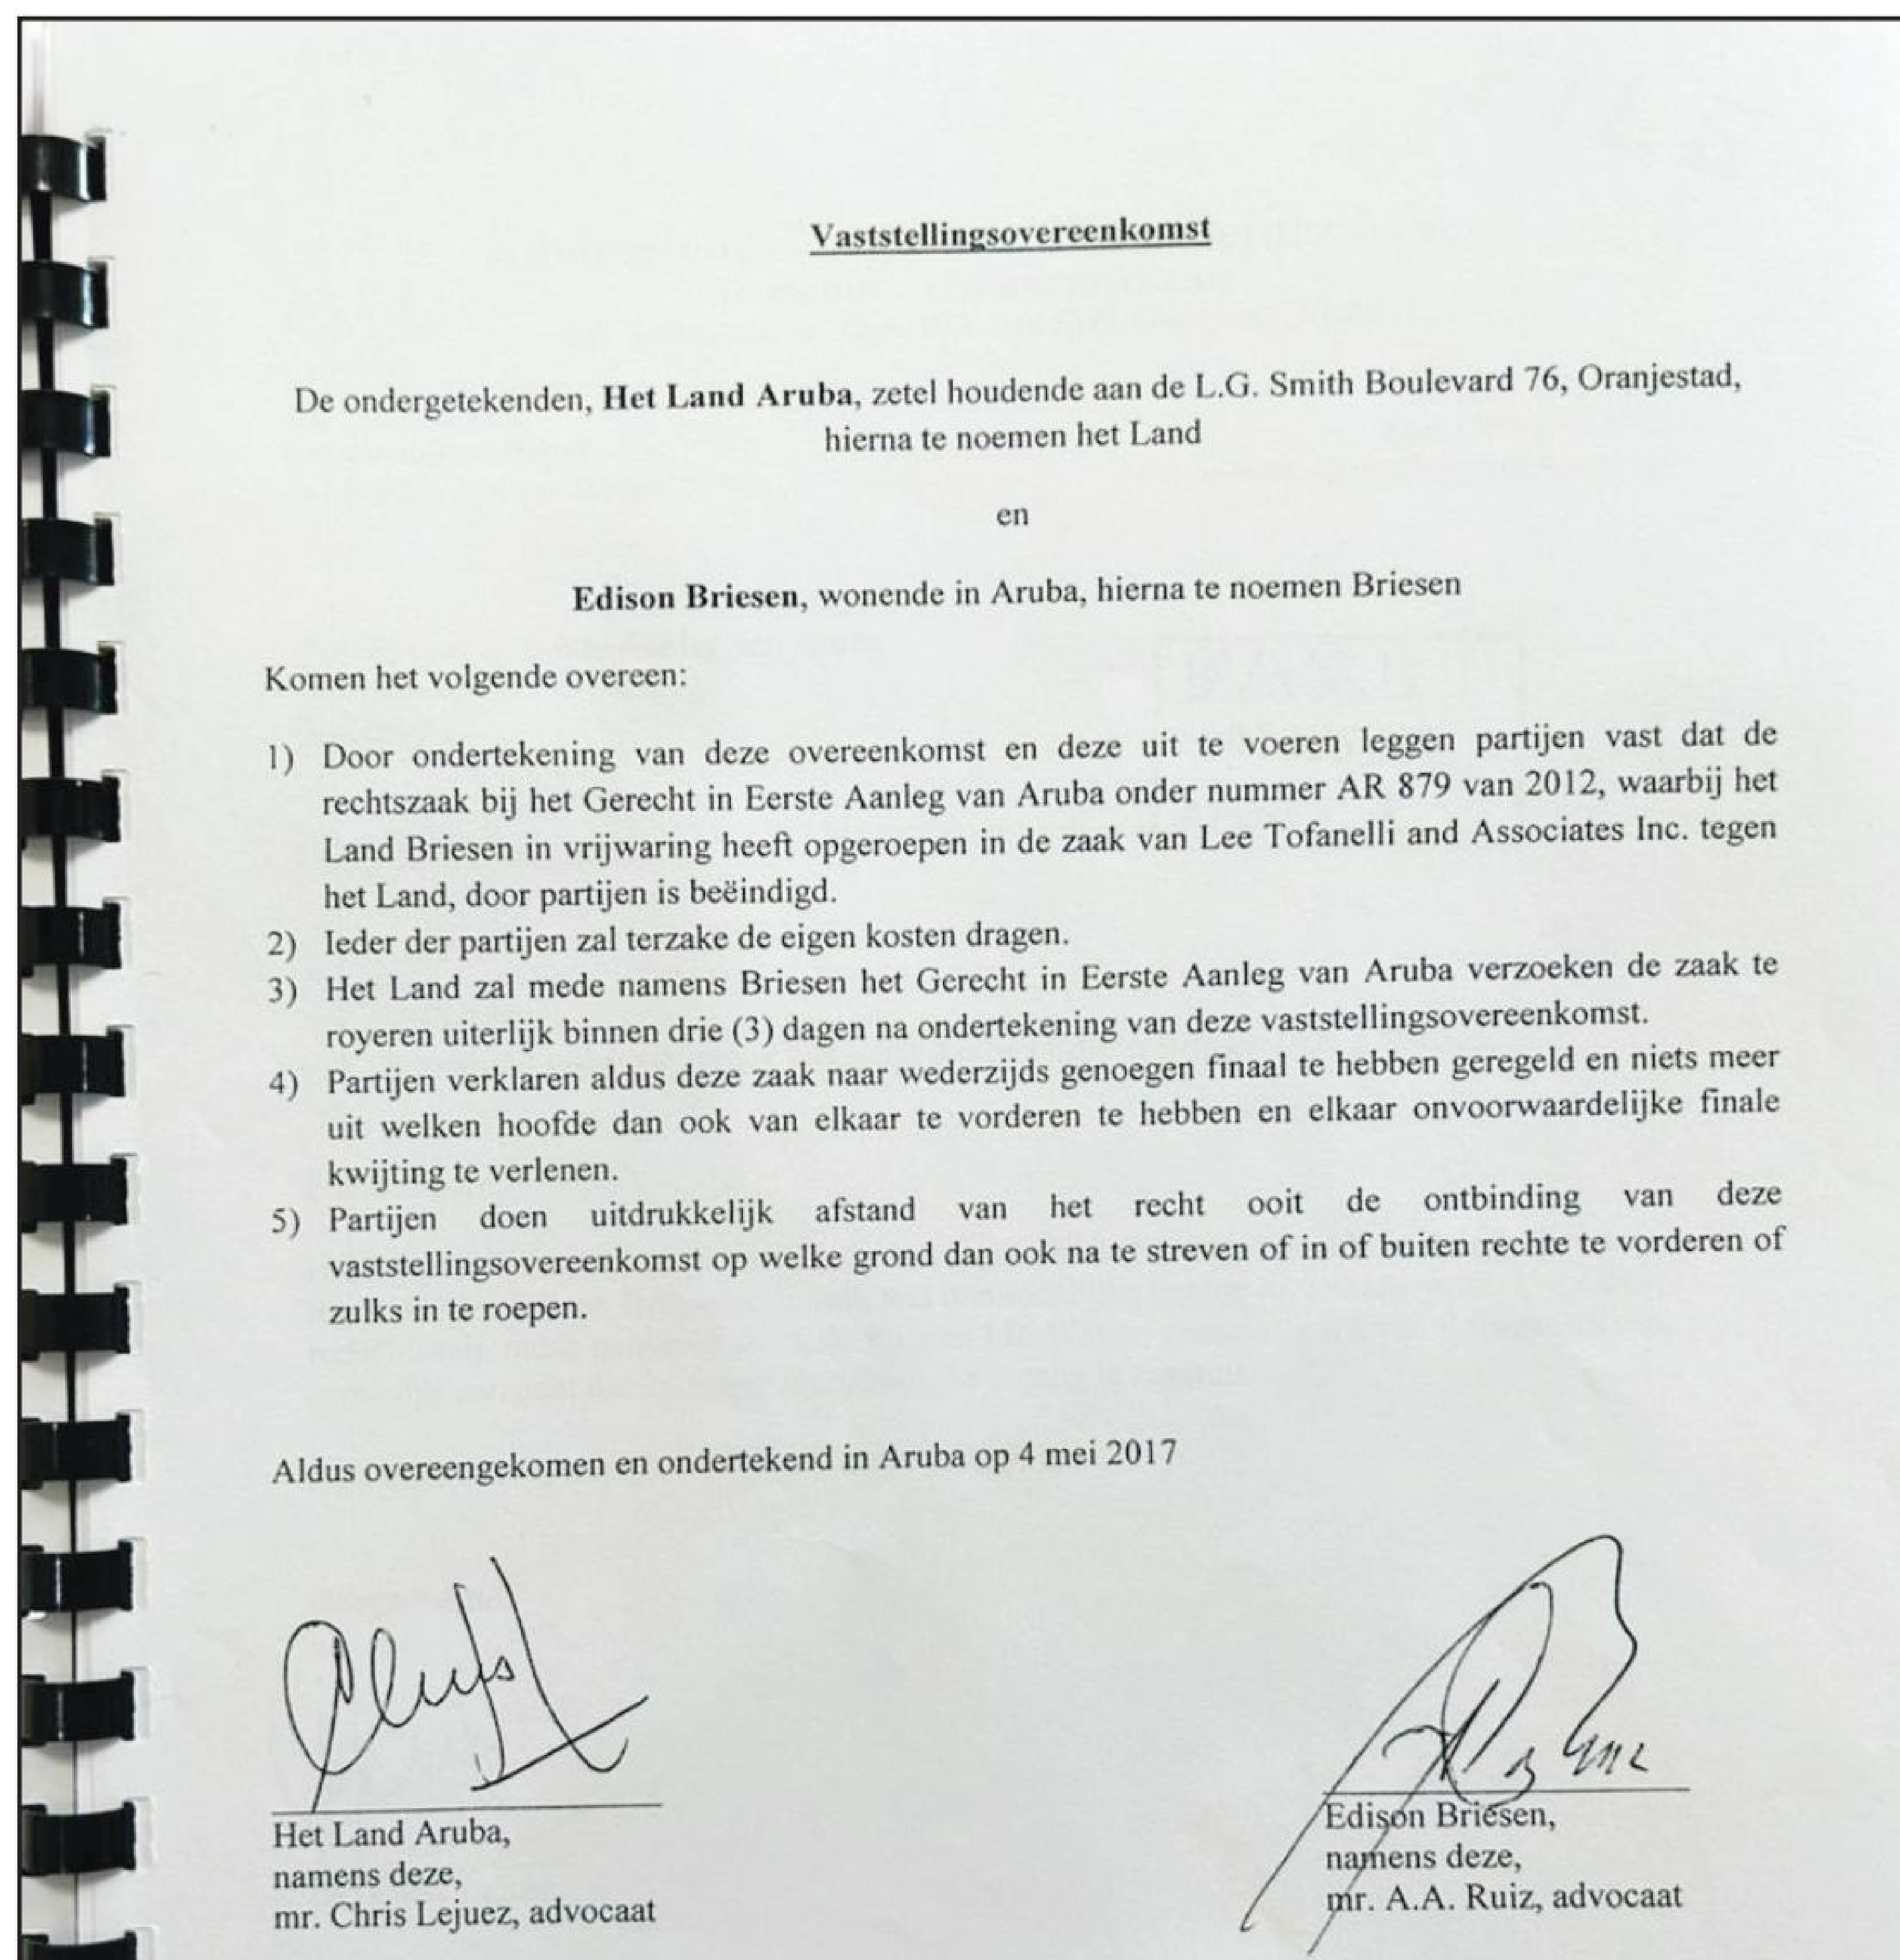 Vaststellingsovereenkomst
De ondergetekenden, Het Land Aruba, zetel houdende aan de L.G. Smith Boulevard 76, Oranjestad,
hierna te noemen het Land
en
Edison Briesen, wonende in Aruba, hierna te noemen Briesen
Komen het volgende overeen:
1) Door ondertekening van deze overeenkomst en deze uit te voeren leggen partijen vast dat de
rechtszaak bij het Gerecht in Eerste Aanleg van Aruba onder nummer AR 879 van 2012, waarbij het
Land Briesen in vrijwaring heeft opgeroepen in de zaak van Lee Tofanelli and Associates Inc. tegen
het Land, door partijen is beëindigd.
2) Ieder der partijen zal terzake de eigen kosten dragen.
3) Het Land zal mede namens Briesen het Gerecht in Eerste Aanleg van Aruba verzoeken de zaak te
royeren uiterlijk binnen drie (3) dagen na ondertekening van deze vaststellingsovereenkomst.
4) Partijen verklaren aldus deze zaak naar wederzijds genoegen finaal te hebben geregeld en niets meer
uit welken hoofde dan ook van elkaar te vorderen te hebben en elkaar onvoorwaardelijke finale
kwijting te verlenen.
5) Partijen doen uitdrukkelijk afstand van het recht ooit de ontbinding van deze
vaststellingsovereenkomst op welke grond dan ook na te streven of in of buiten rechte te vorderen of
zulks in te roepen.
Aldus overeengekomen en ondertekend in Aruba op 4 mei 2017
Het Land Aruba,
namens deze,
mr. Chris Lejuez, advocaat
Edison Briesen,
namens deze,
mr. A.A. Ruiz, advocaat